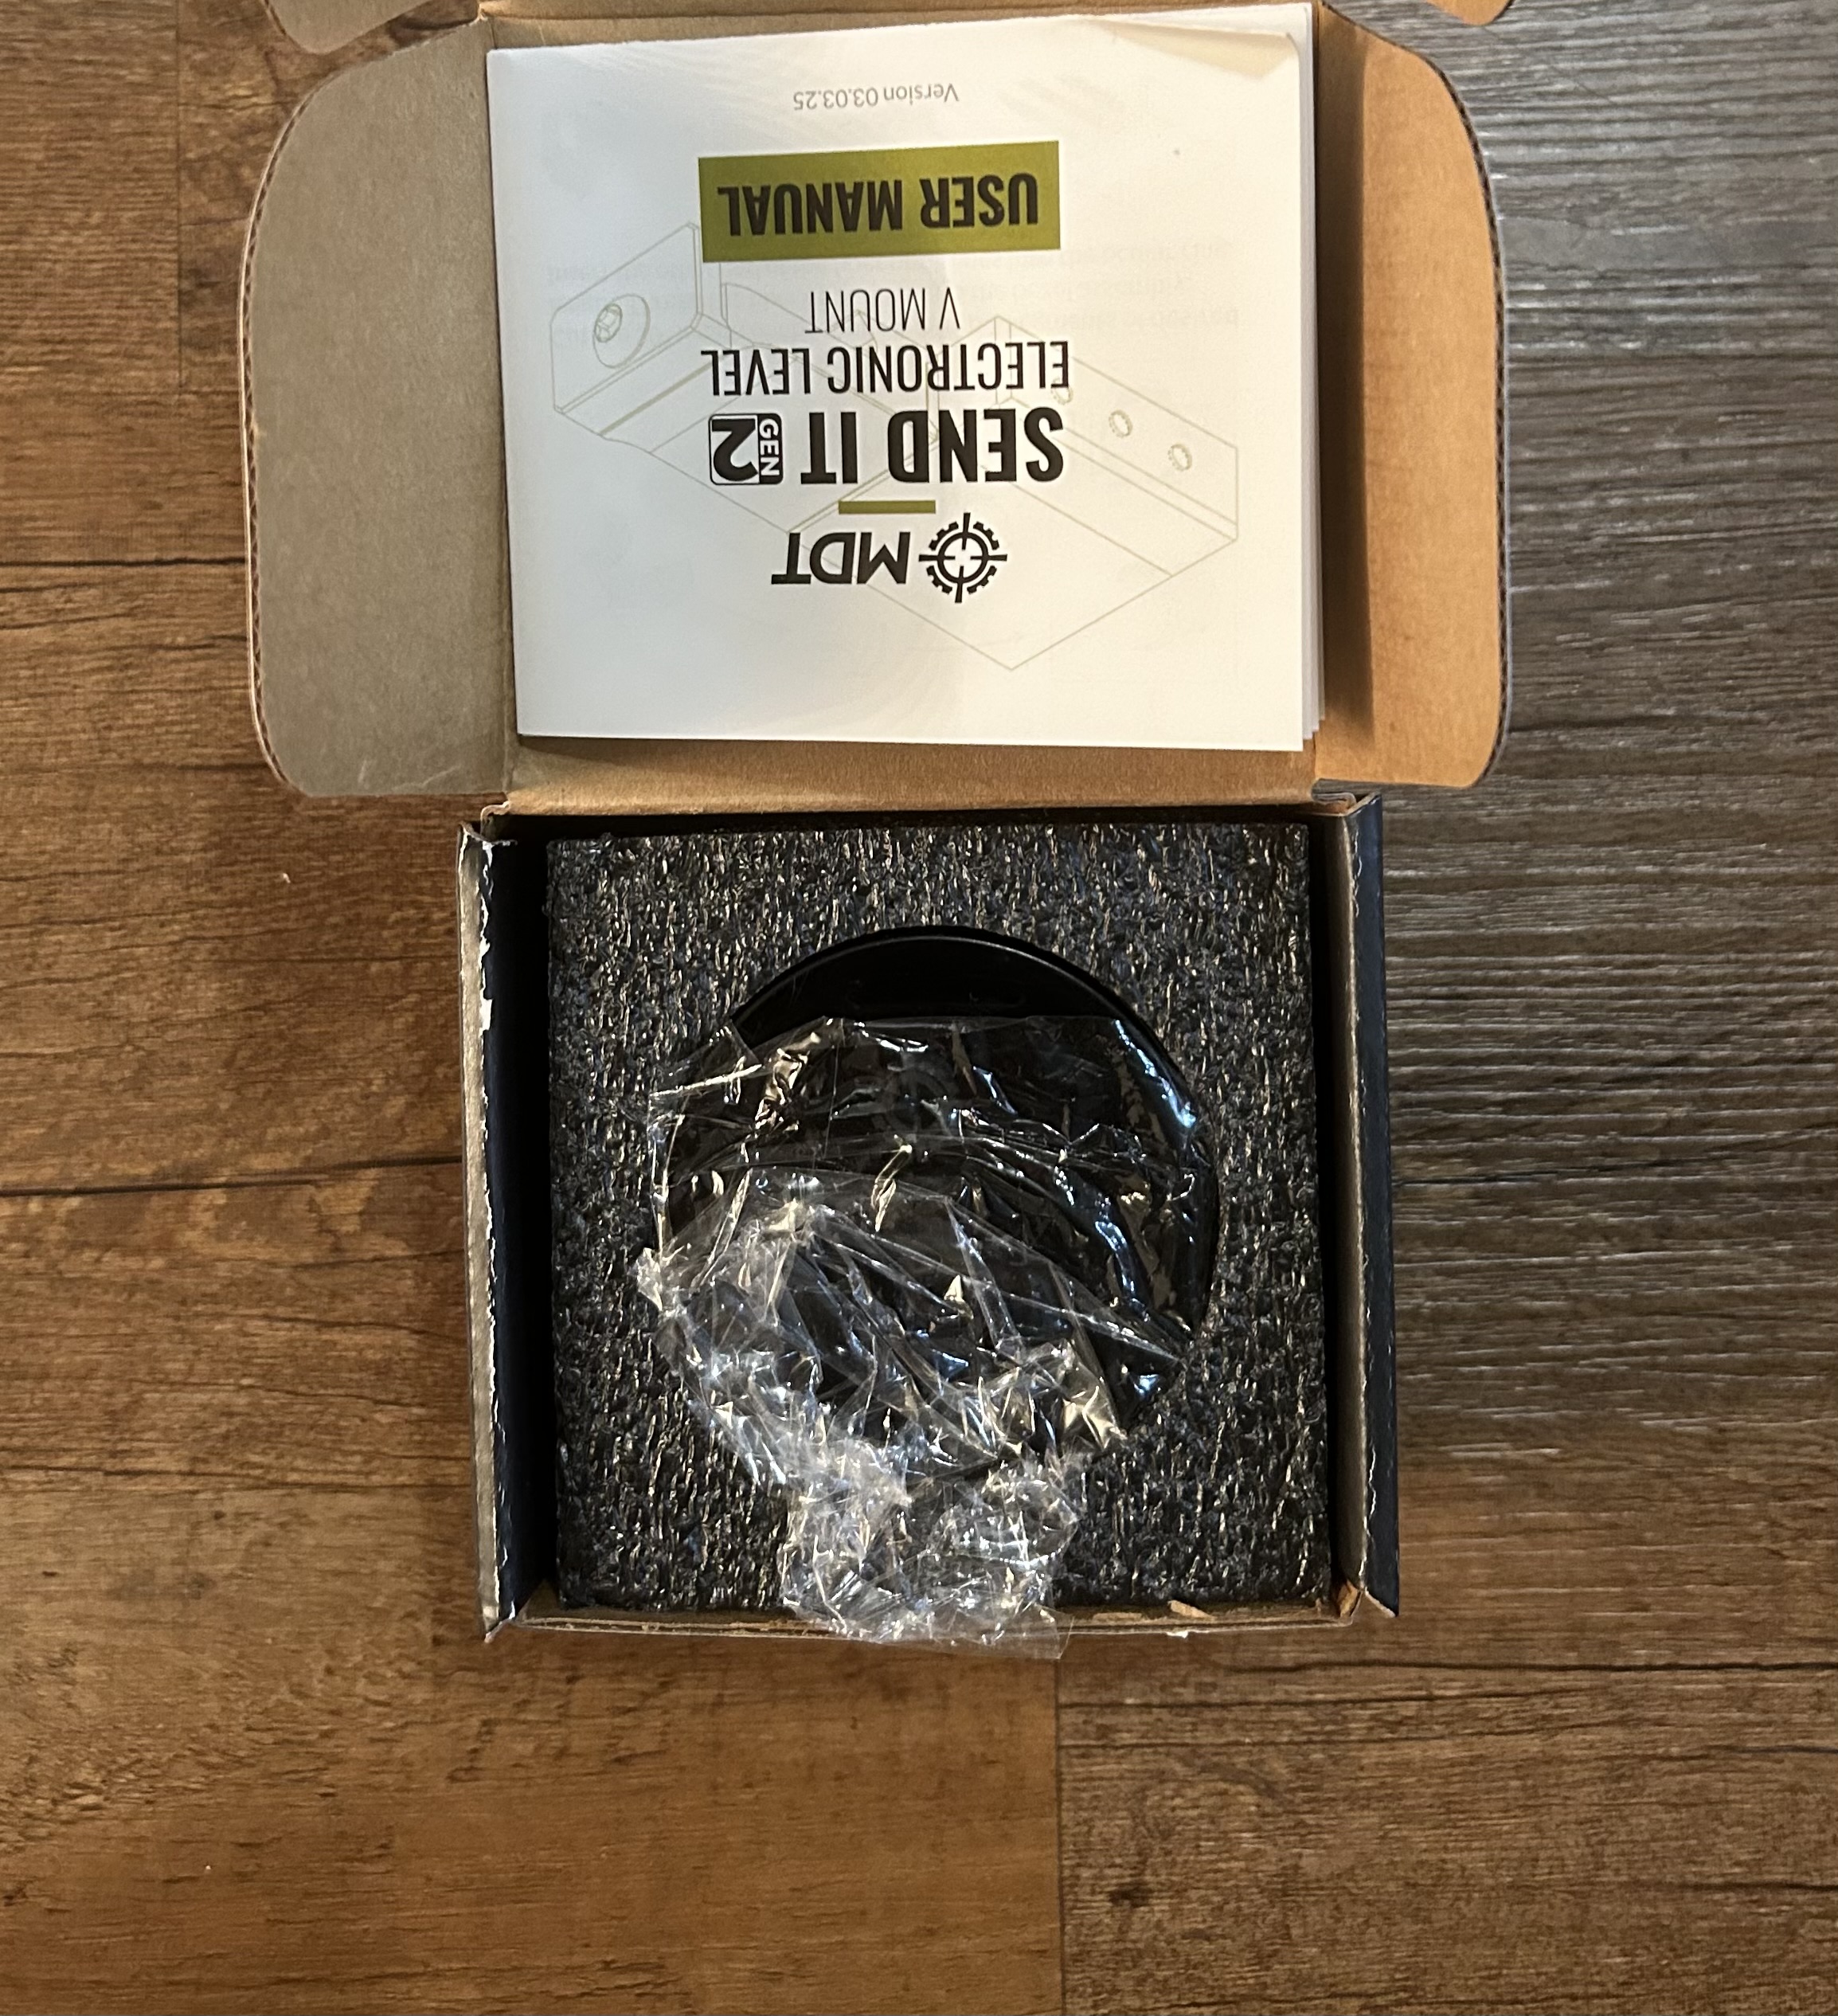 MDT
SEND IT GEN 2
ELECTRONIC LEVEL
V MOUNT
USER MANUAL
Version 03.03.25